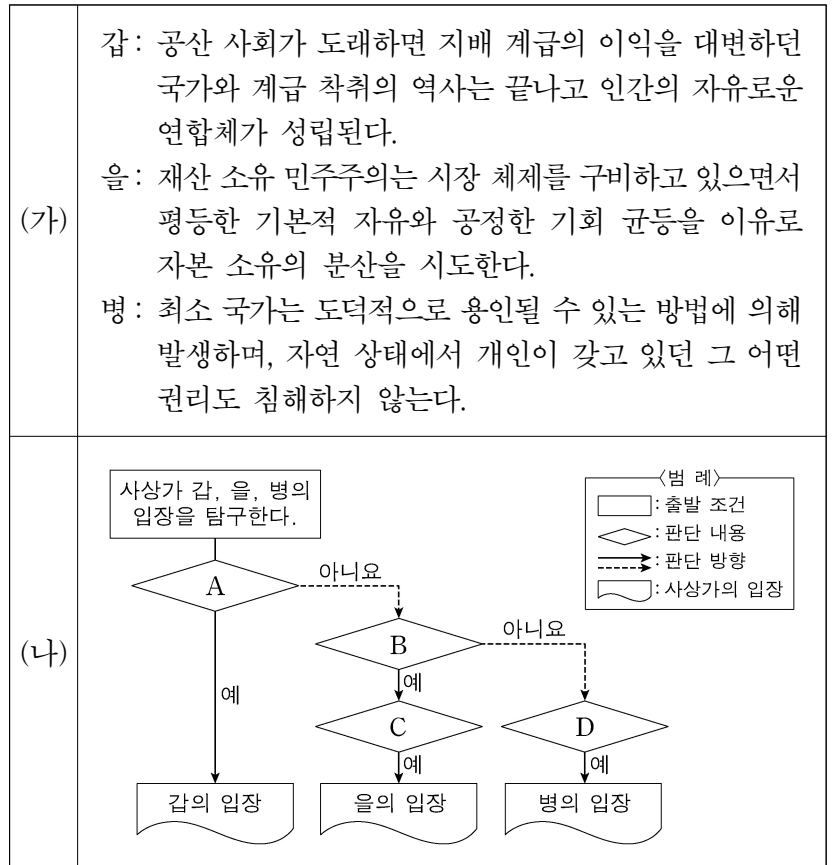 (가)
갑: 공산 사회가 도래하면 지배 계급의 이익을 대변하던
국가와 계급 착취의 역사는 끝나고 인간의 자유로운
연합체가 성립된다.
을: 재산 소유 민주주의는 시장 체제를 구비하고 있으면서
평등한 기본적 자유와 공정한 기회 균등을 이유로
자본 소유의 분산을 시도한다.
병: 최소 국가는 도덕적으로 용인될 수 있는 방법에 의해
발생하며, 자연 상태에서 개인이 갖고 있던 그 어떤
권리도 침해하지 않는다.
(나)
사상가 갑, 을, 병의
입장을 탐구한다.
〈범 례〉
: 출발 조건
: 판단 내용
: 판단 방향
: 사상가의 입장
A
아니요
B
아니요
예
예
C
D
예
예
갑의 입장
을의 입장
병의 입장